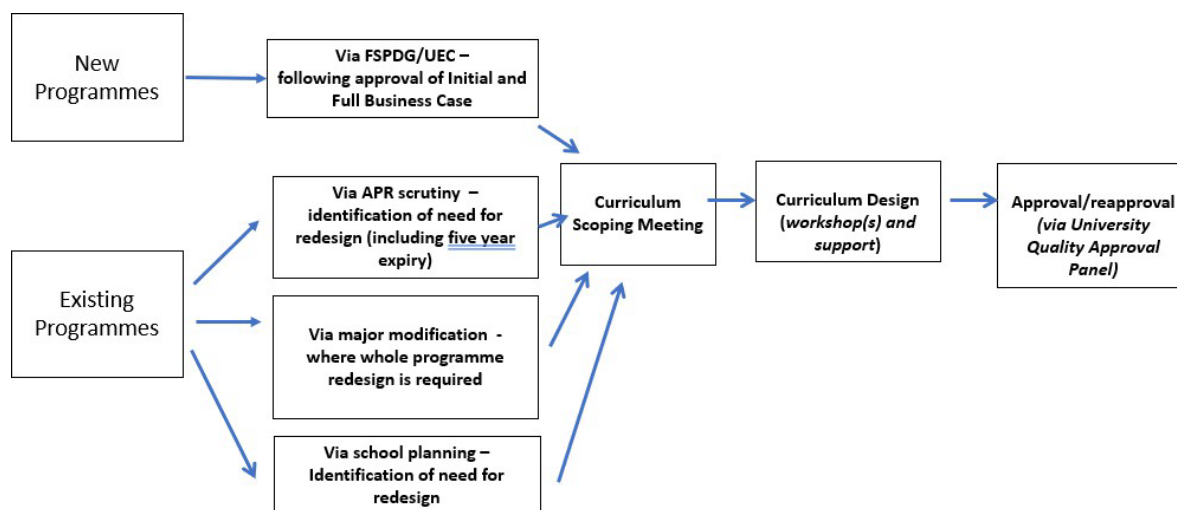 New
Programmes
Via FSPDG/UEC –
following approval of Initial and
Full Business Case
Existing
Programmes
Via APR scrutiny –
identification of need for
redesign (including five year
expiry)
Via major modification -
where whole programme
redesign is required
Via school planning –
Identification of need for
redesign
Curriculum
Scoping Meeting
Curriculum Design
(workshop(s) and
support)
Approval/reapproval
(via University
Quality Approval
Panel)